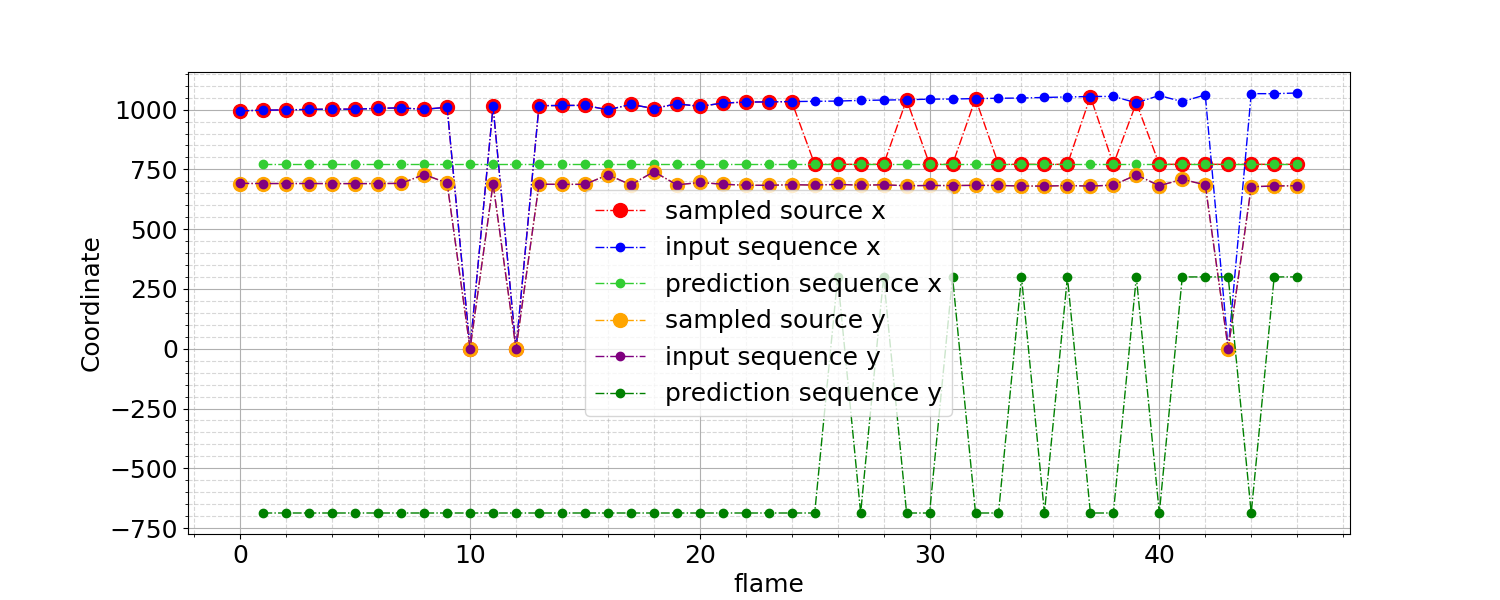 Coordinate
1000
750
500
250
0
−250
−500
−750
sampled source x
input sequence x
prediction sequence x
sampled source y
input sequence y
prediction sequence y
0 10 20 30 40
flame